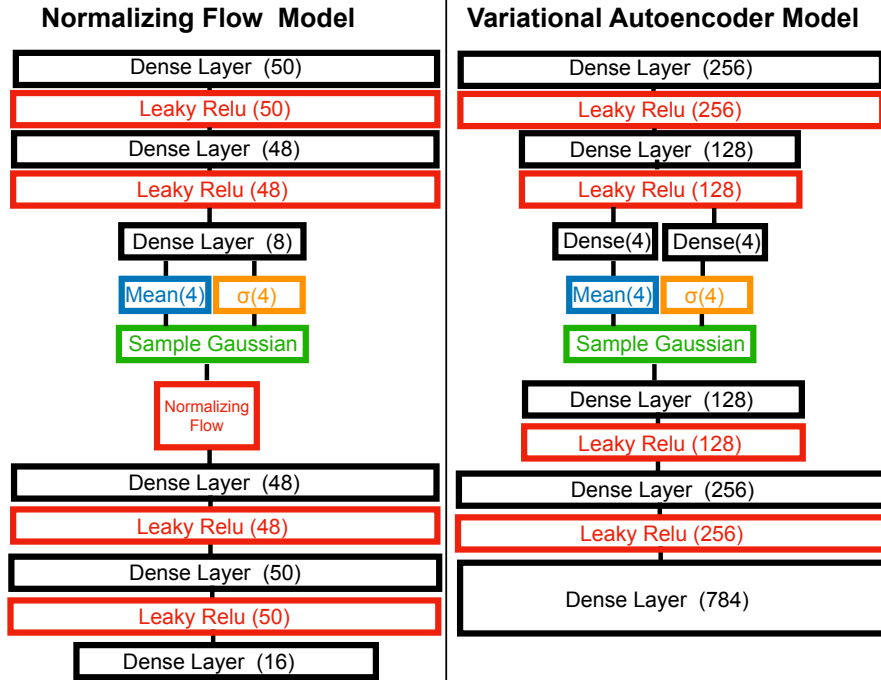 Normalizing Flow Model
Dense Layer (50)
Leaky Relu (50)
Dense Layer (48)
Leaky Relu (48)
Dense Layer (8)
Mean(4)
σ(4)
Sample Gaussian
Normalizing
Flow
Dense Layer (48)
Leaky Relu (48)
Dense Layer (50)
Leaky Relu (50)
Dense Layer (16)
Variational Autoencoder Model
Dense Layer (256)
Leaky Relu (256)
Dense Layer (128)
Leaky Relu (128)
Dense(4)
Dense(4)
Mean(4)
σ(4)
Sample Gaussian
Dense Layer (128)
Leaky Relu (128)
Dense Layer (256)
Leaky Relu (256)
Dense Layer (784)